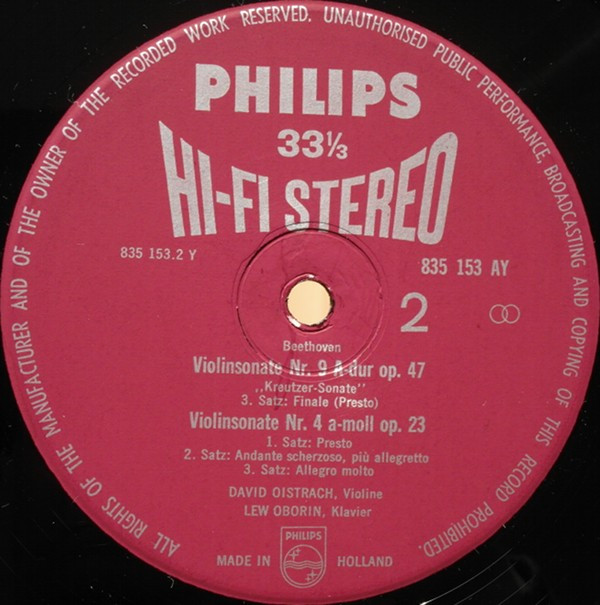 ALL RIGHTS OF THE MANUFACTURER AND OF THE OWNER OF THE RECORDED WORK RESERVED. UNAUTHORISED PUBLIC PERFORMANCE, BROADCASTING AND COPYING OF THIS RECORD PROHIBITED.
PHILIPS
33⅓
HI-FI STEREO
835 153.2 Y
835 153 AY
2
Beethoven
Violinsonate Nr. 9 A-dur op. 47
„Kreutzer-Sonate"
3. Satz: Finale (Presto)
Violinsonate Nr. 4 a-moll op. 23
1. Satz: Presto
2. Satz: Andante scherzoso, più allegretto
3. Satz: Allegro molto
DAVID OISTRACH, Violine
LEW OBORIN, Klavier
PHILIPS
MADE IN HOLLAND